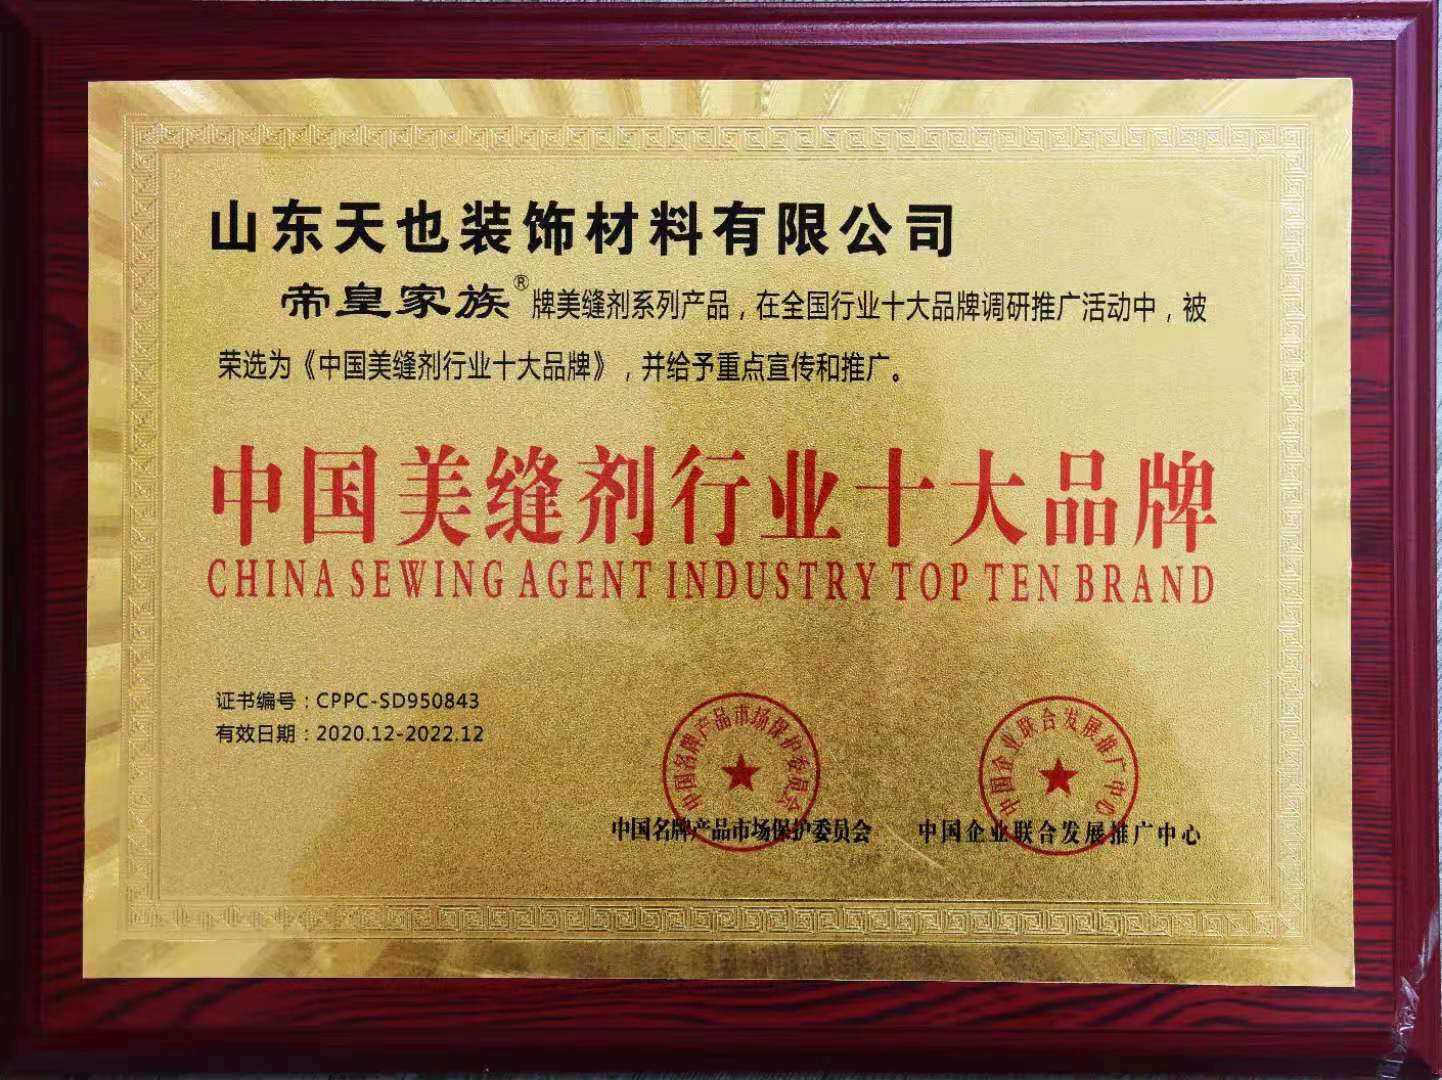 山东天也装饰材料有限公司
帝皇家族®牌美缝剂系列产品，在全国行业十大品牌调研推广活动中，被
荣选为《中国美缝剂行业十大品牌》，并给予重点宣传和推广。
中国美缝剂行业十大品牌
CHINA SEWING AGENT INDUSTRY TOP TEN BRAND
证书编号：CPPC-SD950843
有效日期：2020.12-2022.12
中国名牌产品市场保护委员会
中国企业联合发展推广中心
中国名牌产品市场保护委员会
中国企业联合发展推广中心